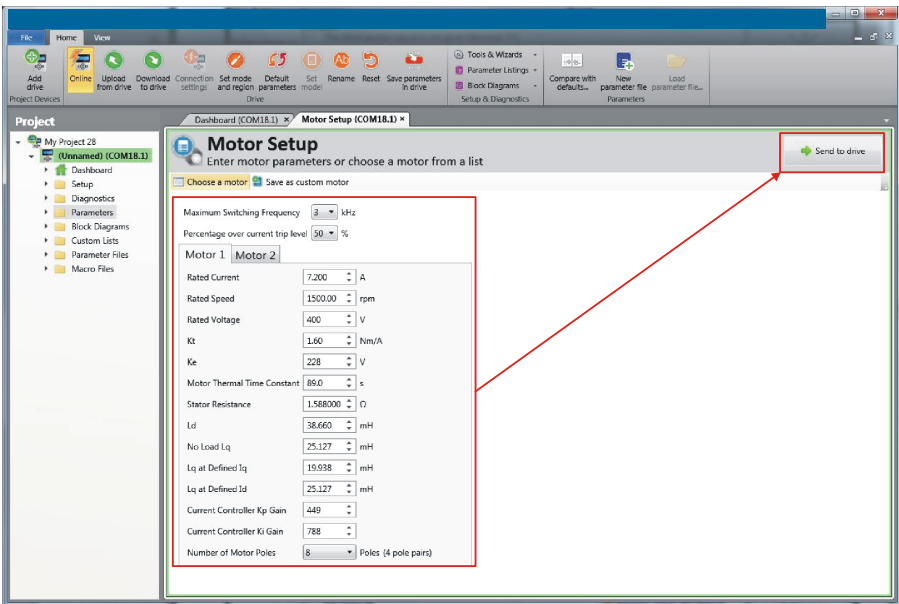 File Home View
Add drive
Online
Upload from drive
Download to drive
Connection settings
Set mode and region
Default parameters
Set model
Rename
Reset
Save parameters in drive
Tools & Wizards
Parameter Listings
Block Diagrams
Compare with defaults...
New parameter file
Load parameter file...
Project Devices
Drive
Setup & Diagnostics
Parameters
Project
My Project 28
(Unnamed) (COM18.1)
Dashboard
Setup
Diagnostics
Parameters
Block Diagrams
Custom Lists
Parameter Files
Macro Files
Dashboard (COM18.1) × Motor Setup (COM18.1) ×
Motor Setup
Enter motor parameters or choose a motor from a list
Send to drive
Choose a motor Save as custom motor
Maximum Switching Frequency 3 kHz
Percentage over current trip level 50 %
Motor 1 Motor 2
Rated Current 7.200 A
Rated Speed 1500.00 rpm
Rated Voltage 400 V
Kt 1.60 Nm/A
Ke 228 V
Motor Thermal Time Constant 89.0 s
Stator Resistance 1.588000 Ω
Ld 38.660 mH
No Load Lq 25.127 mH
Lq at Defined Iq 19.938 mH
Lq at Defined Id 25.127 mH
Current Controller Kp Gain 449
Current Controller Ki Gain 788
Number of Motor Poles 8 Poles (4 pole pairs)